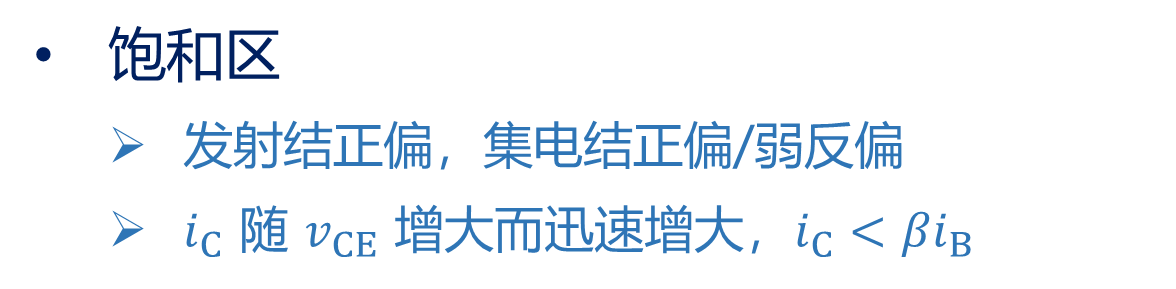 • 饱和区
➢ 发射结正偏，集电结正偏/弱反偏
➢ iC 随 vCE 增大而迅速增大，iC < βiB